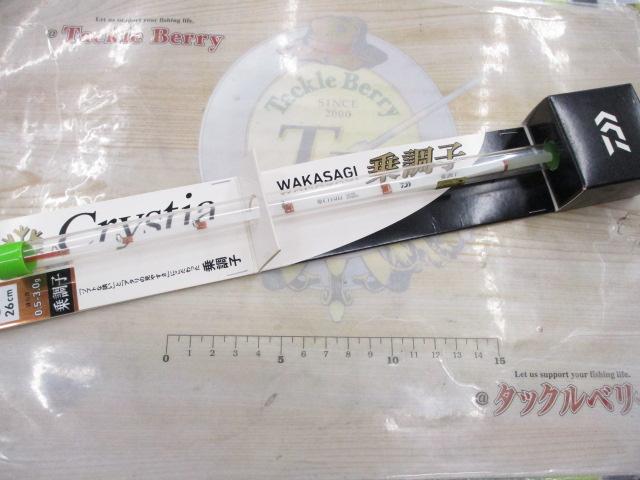 Let us support your fishing life.
@ Tackle Berry
Tackle Berry
SINCE
2000
T
WAKASAGI 乗調子
Crystia
Crystia
26cm
0.5-3.0g
乗調子
乗調子
0 1 2 3 4 5 6 7 8 9 10 11 12 13 14 15
Let us support your fishing life.
@ タックルベリー